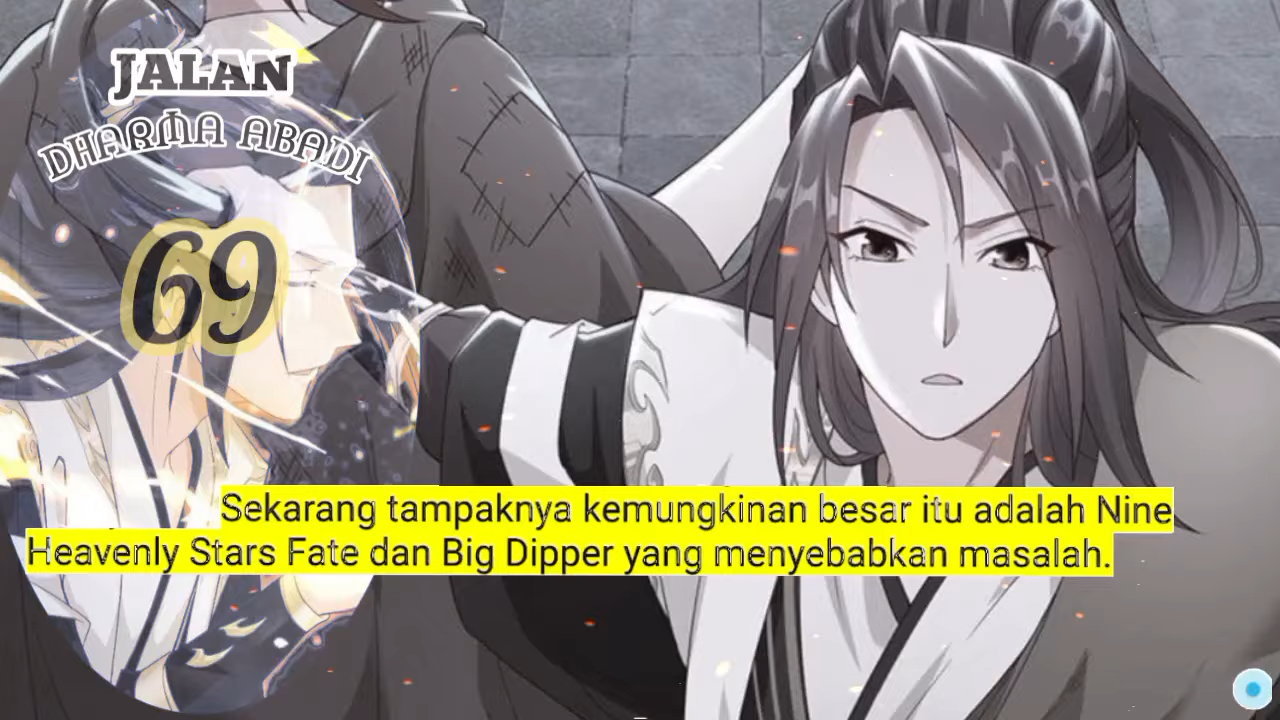 JALAN
DHARMA ABADI
69
Sekarang tampaknya kemungkinan besar itu adalah Nine
Heavenly Stars Fate dan Big Dipper yang menyebabkan masalah.